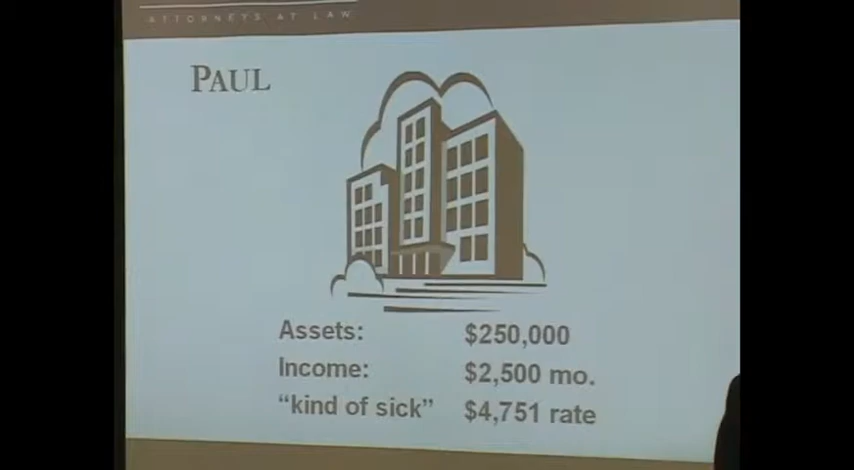 ATTORNEYS AT LAW
PAUL
Assets: $250,000
Income: $2,500 mo.
“kind of sick” $4,751 rate